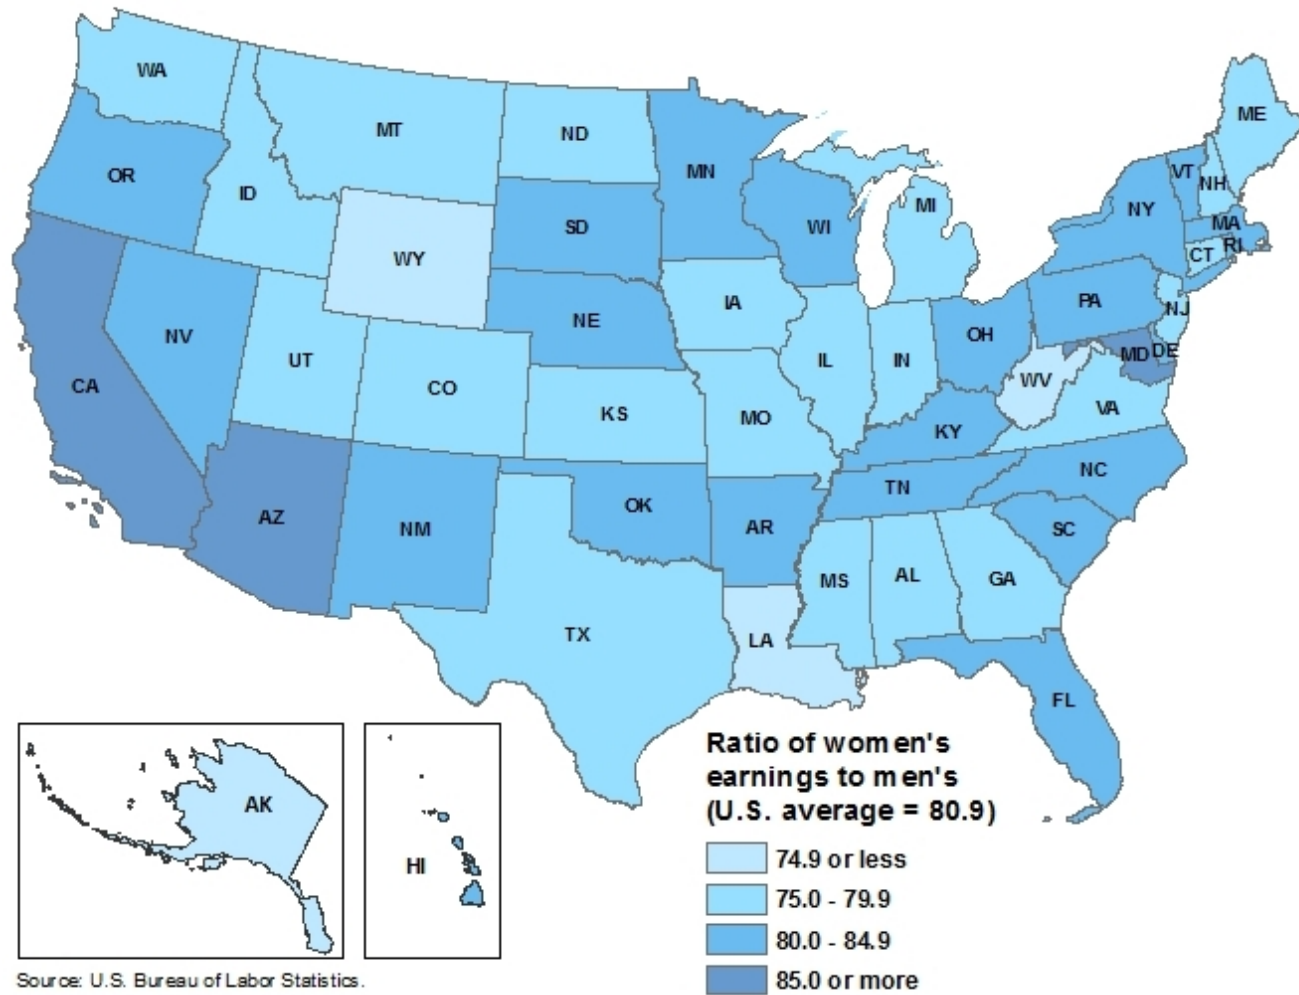 WA
MT
ND
MN
ME
OR
ID
SD
WI
MI
VT
NH
NY
MA
WY
RI
CT
NV
NE
IA
PA
NJ
CA
UT
CO
IL
IN
OH
MD
DE
WV
KS
MO
VA
KY
AZ
NM
OK
TN
NC
AR
SC
TX
MS
AL
GA
LA
FL
AK
HI
Ratio of women's
earnings to men's
(U.S. average = 80.9)
74.9 or less
75.0 - 79.9
80.0 - 84.9
85.0 or more
Source: U.S. Bureau of Labor Statistics.